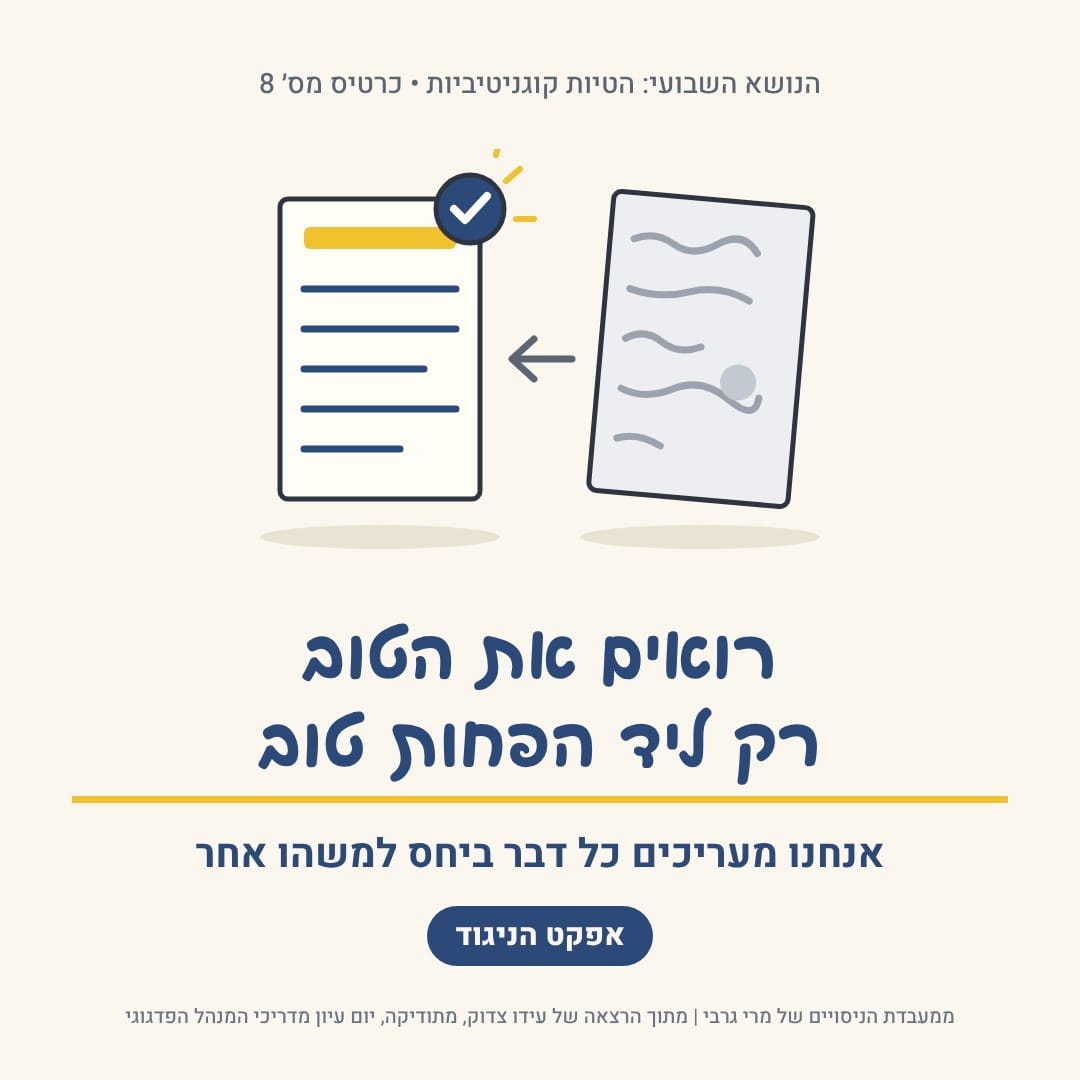 הנושא השבועי: הטיות קוגניטיביות • כרטיס מס׳ 8
רואים את הטוב
רק ליד הפחות טוב
אנחנו מעריכים כל דבר ביחס למשהו אחר
אפקט הניגוד
ממעבדת הניסויים של מרי גרבי | מתוך הרצאה של עידו צדוק, מתודיקה, יום עיון מדריכי המנהל הפדגוגי